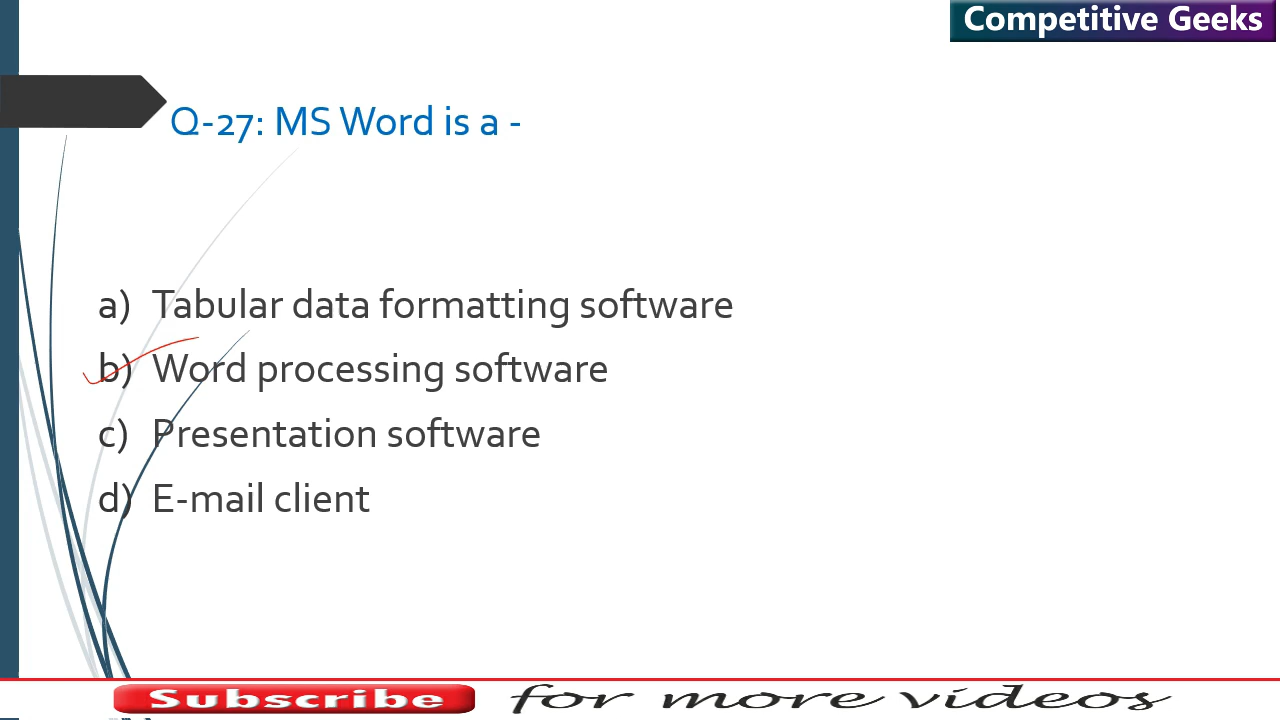 Competitive Geeks
Q-27: MS Word is a -
a) Tabular data formatting software
b) Word processing software
c) Presentation software
d) E-mail client
Subscribe for more videos